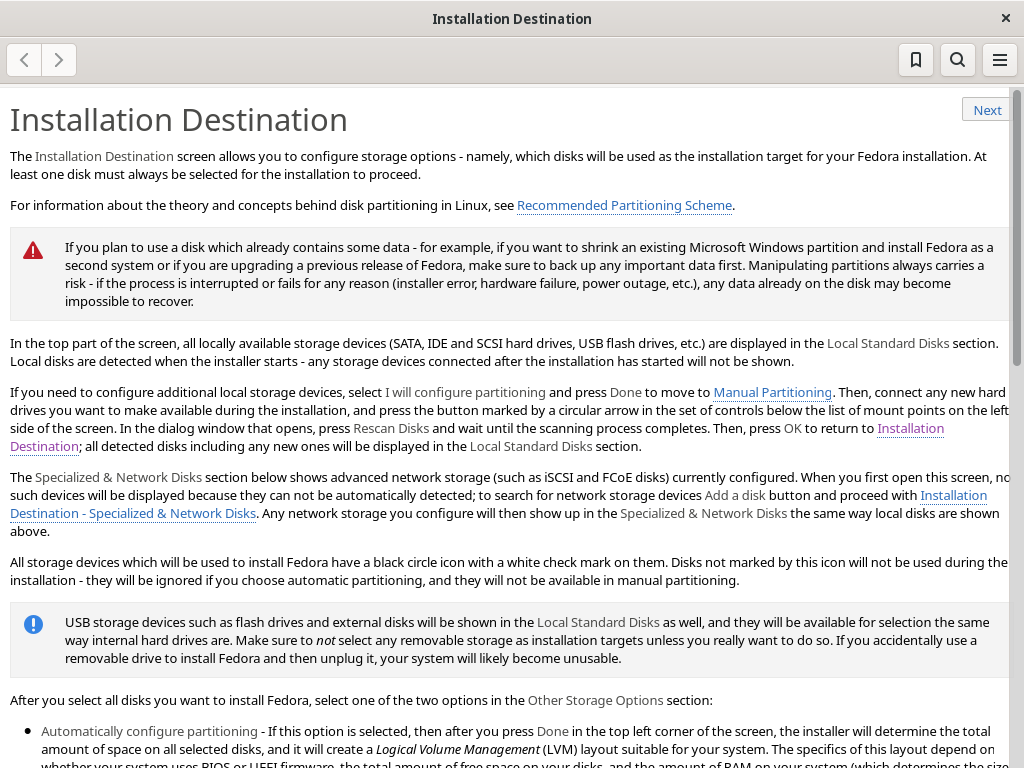 Installation Destination
Next
Installation Destination
The Installation Destination screen allows you to configure storage options - namely, which disks will be used as the installation target for your Fedora installation. At
least one disk must always be selected for the installation to proceed.
For information about the theory and concepts behind disk partitioning in Linux, see Recommended Partitioning Scheme.
If you plan to use a disk which already contains some data - for example, if you want to shrink an existing Microsoft Windows partition and install Fedora as a
second system or if you are upgrading a previous release of Fedora, make sure to back up any important data first. Manipulating partitions always carries a
risk - if the process is interrupted or fails for any reason (installer error, hardware failure, power outage, etc.), any data already on the disk may become
impossible to recover.
In the top part of the screen, all locally available storage devices (SATA, IDE and SCSI hard drives, USB flash drives, etc.) are displayed in the Local Standard Disks section.
Local disks are detected when the installer starts - any storage devices connected after the installation has started will not be shown.
If you need to configure additional local storage devices, select I will configure partitioning and press Done to move to Manual Partitioning. Then, connect any new hard
drives you want to make available during the installation, and press the button marked by a circular arrow in the set of controls below the list of mount points on the left
side of the screen. In the dialog window that opens, press Rescan Disks and wait until the scanning process completes. Then, press OK to return to Installation
Destination; all detected disks including any new ones will be displayed in the Local Standard Disks section.
The Specialized & Network Disks section below shows advanced network storage (such as iSCSI and FCoE disks) currently configured. When you first open this screen, no
such devices will be displayed because they can not be automatically detected; to search for network storage devices Add a disk button and proceed with Installation
Destination - Specialized & Network Disks. Any network storage you configure will then show up in the Specialized & Network Disks the same way local disks are shown
above.
All storage devices which will be used to install Fedora have a black circle icon with a white check mark on them. Disks not marked by this icon will not be used during the
installation - they will be ignored if you choose automatic partitioning, and they will not be available in manual partitioning.
USB storage devices such as flash drives and external disks will be shown in the Local Standard Disks as well, and they will be available for selection the same
way internal hard drives are. Make sure to not select any removable storage as installation targets unless you really want to do so. If you accidentally use a
removable drive to install Fedora and then unplug it, your system will likely become unusable.
After you select all disks you want to install Fedora, select one of the two options in the Other Storage Options section:
• Automatically configure partitioning - If this option is selected, then after you press Done in the top left corner of the screen, the installer will determine the total
amount of space on all selected disks, and it will create a Logical Volume Management (LVM) layout suitable for your system. The specifics of this layout depend on
whether your system uses BIOS or UEFI firmware, the total amount of free space on your disks, and the amount of RAM on your system (which determines the size